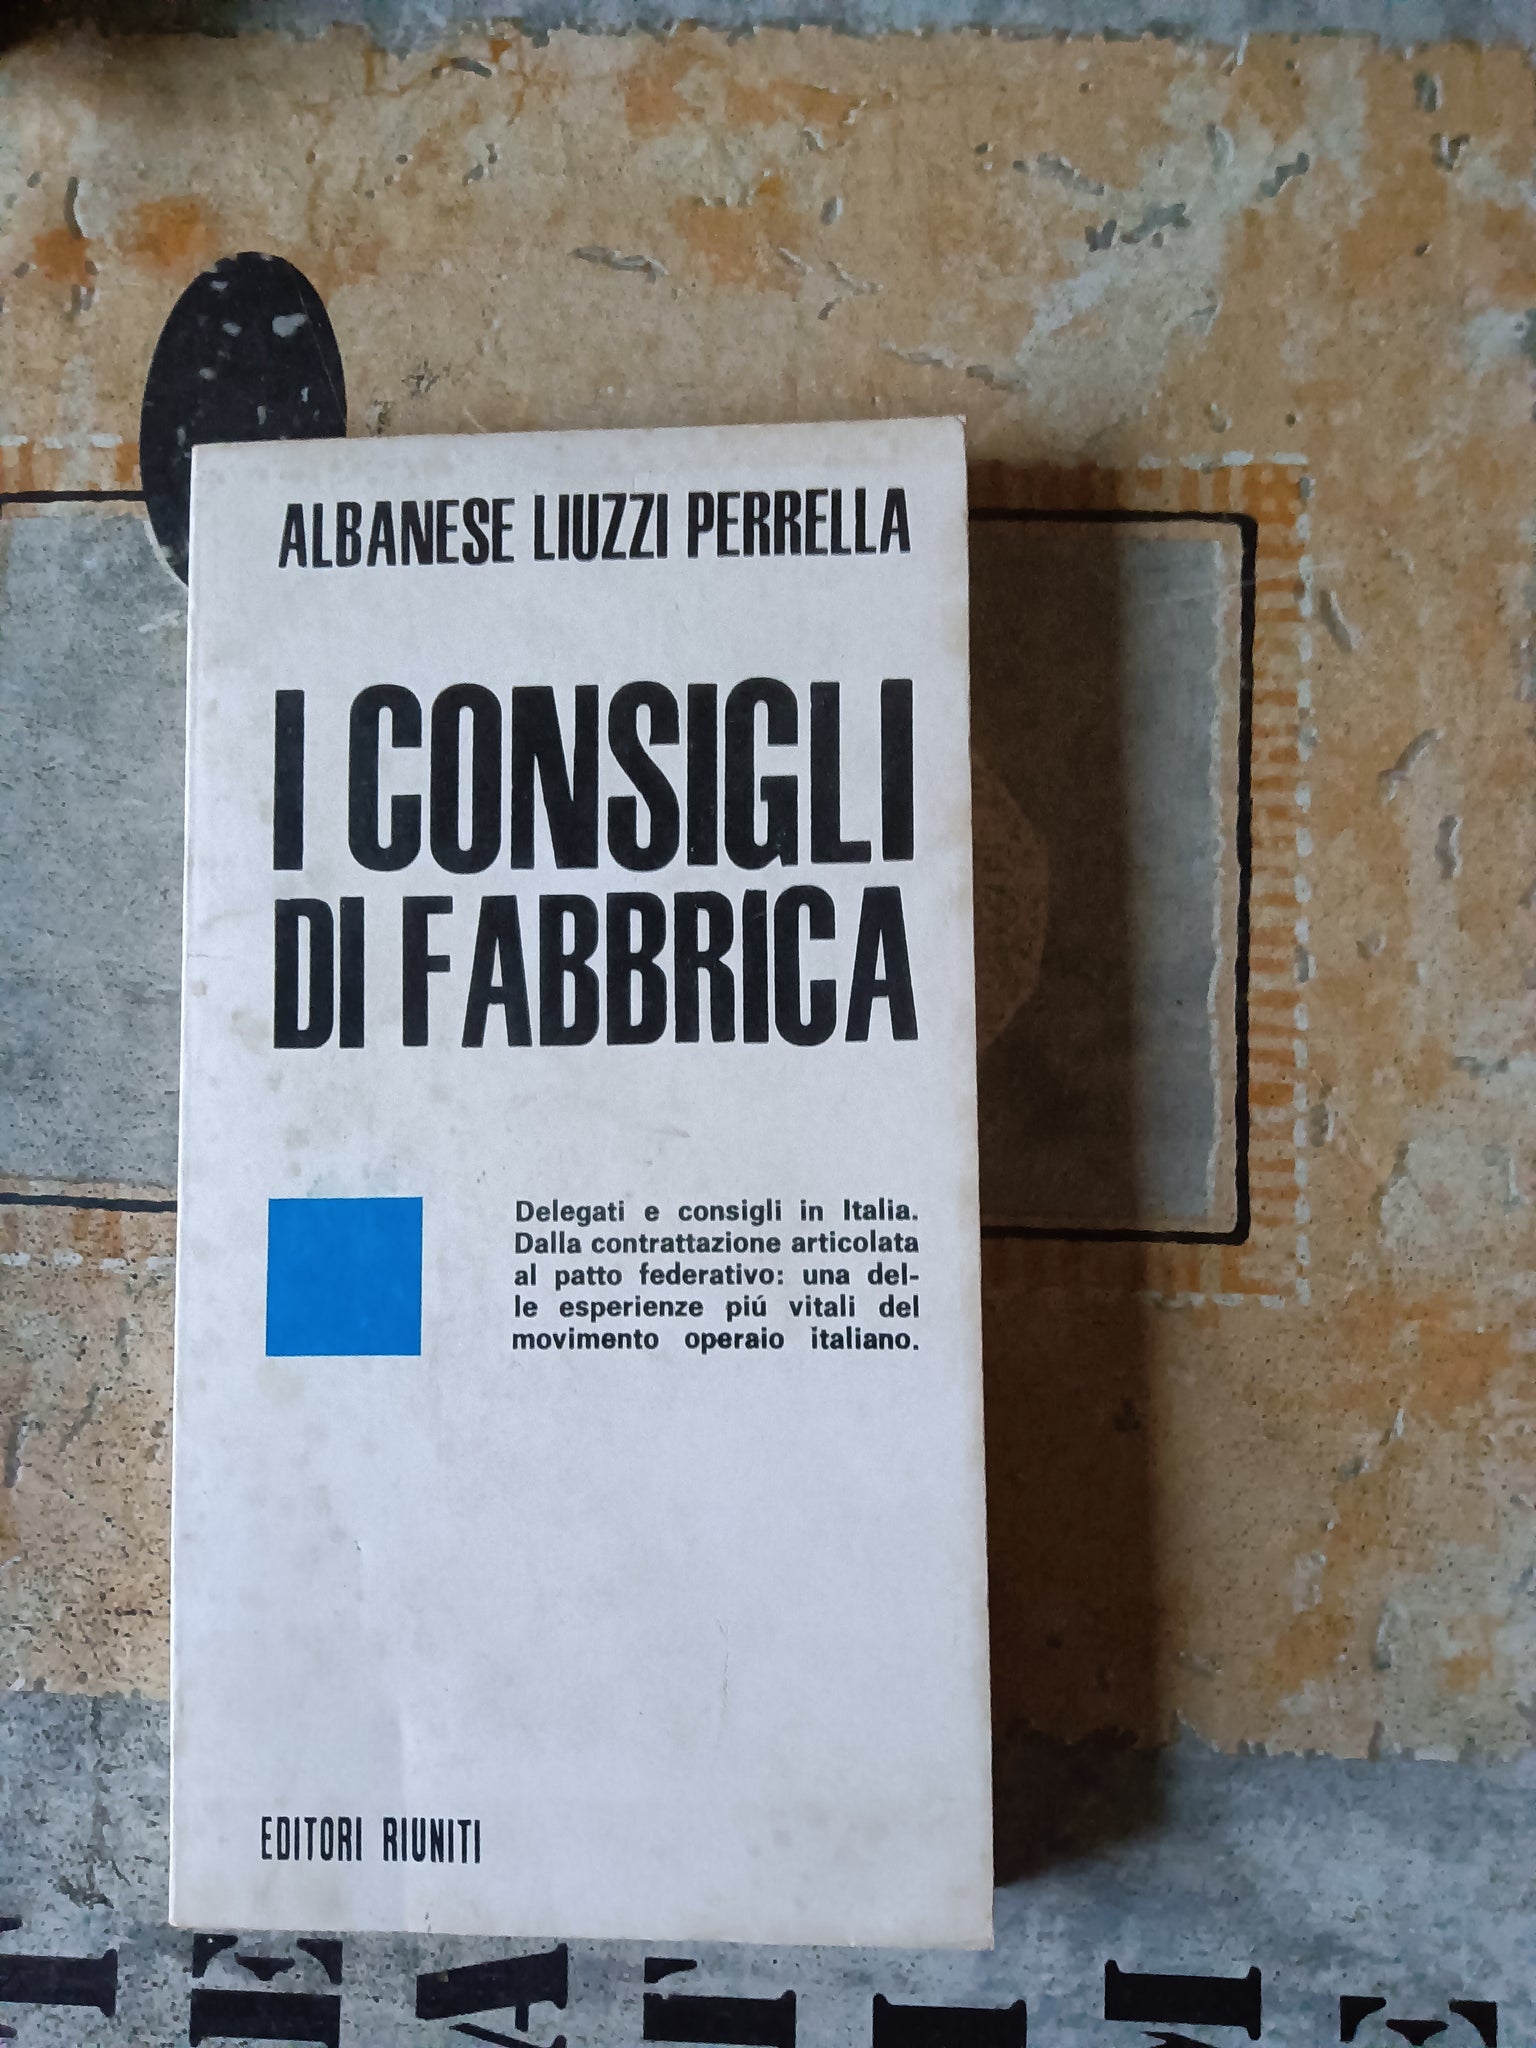 ALBANESE LIUZZI PERRELLA
I CONSIGLI
DI FABBRICA
Delegati e consigli in Italia.
Dalla contrattazione articolata
al patto federativo: una del-
le esperienze piú vitali del
movimento operaio italiano.
EDITORI RIUNITI